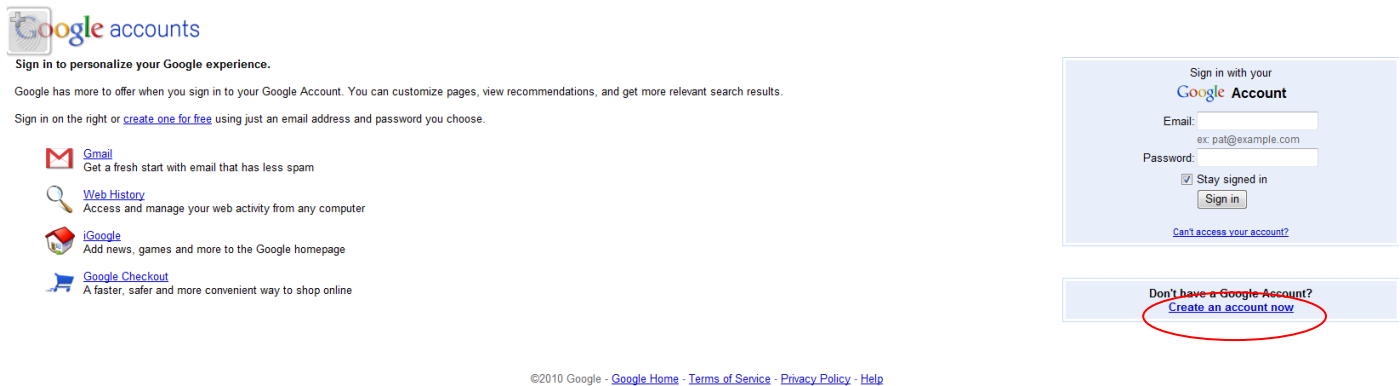 Google accounts
Sign in to personalize your Google experience.
Google has more to offer when you sign in to your Google Account. You can customize pages, view recommendations, and get more relevant search results.
Sign in on the right or create one for free using just an email address and password you choose.
Gmail
Get a fresh start with email that has less spam
Web History
Access and manage your web activity from any computer
iGoogle
Add news, games and more to the Google homepage
Google Checkout
A faster, safer and more convenient way to shop online
Sign in with your
Google Account
Email:
ex: pat@example.com
Password:
Stay signed in
Sign in
Can't access your account?
Don't have a Google Account?
Create an account now
©2010 Google - Google Home - Terms of Service - Privacy Policy - Help